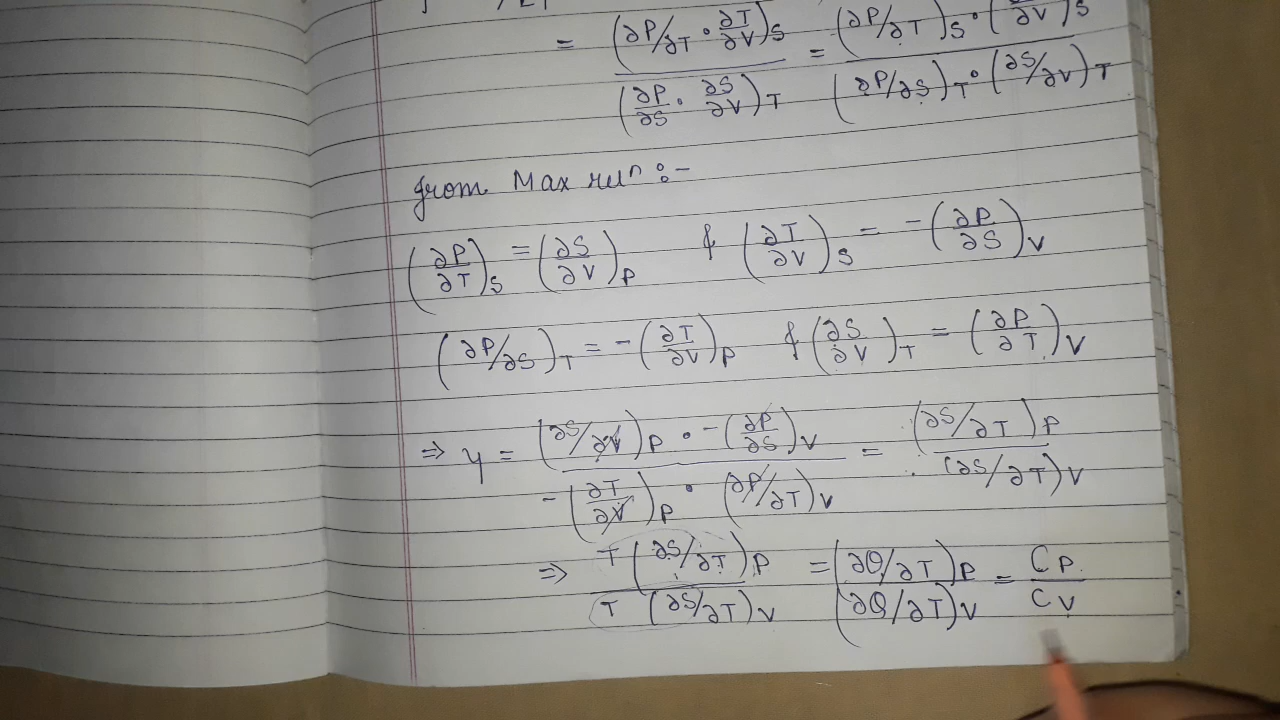 = (∂P/∂T • ∂T/∂V)S / (∂P/∂S • ∂S/∂V)T = (∂P/∂T)S • (∂V)S / (∂P/∂S)T • (∂S/∂V)T
from Max reln :-
(∂P/∂T)S = (∂S/∂V)P & (∂T/∂V)S = -(∂P/∂S)V
(∂P/∂S)T = -(∂T/∂V)P & (∂S/∂V)T = (∂P/∂T)V
⇒ γ = (∂S/∂V)P • -(∂P/∂S)V / -(∂T/∂V)P • (∂P/∂T)V = (∂S/∂T)P / (∂S/∂T)V
⇒ T (∂S/∂T)P / T (∂S/∂T)V = (∂Q/∂T)P / (∂Q/∂T)V = CP / CV